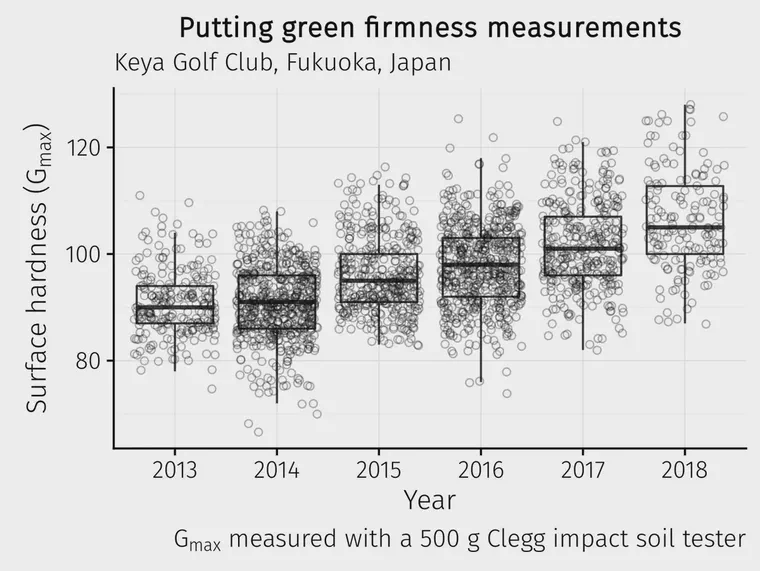 Putting green firmness measurements
Keya Golf Club, Fukuoka, Japan
Surface hardness (Gmax)
120
100
80
2013 2014 2015 2016 2017 2018
Year
Gmax measured with a 500 g Clegg impact soil tester